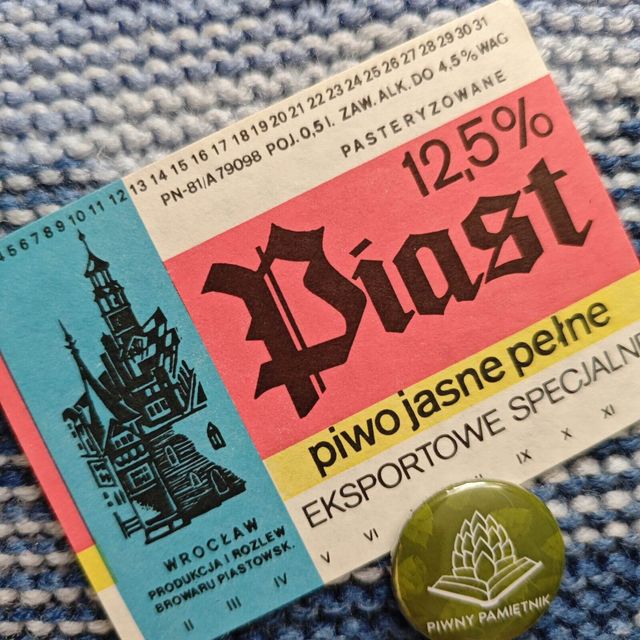 4 5 6 7 8 9 10 11 12 13 14 15 16 17 18 19 20 21 22 23 24 25 26 27 28 29 30 31
PN-81/A 79098 POJ. 0,5 l. ZAW. ALK. DO 4,5% WAG
PASTERYZOWANE
12,5%
Piast
piwo jasne pełne
EKSPORTOWE SPECJALNE
WROCŁAW
PRODUKCJA I ROZLEW
BROWARU PIASTOWSK.
II III IV V VI IX X XI
PIWNY PAMIĘTNIK